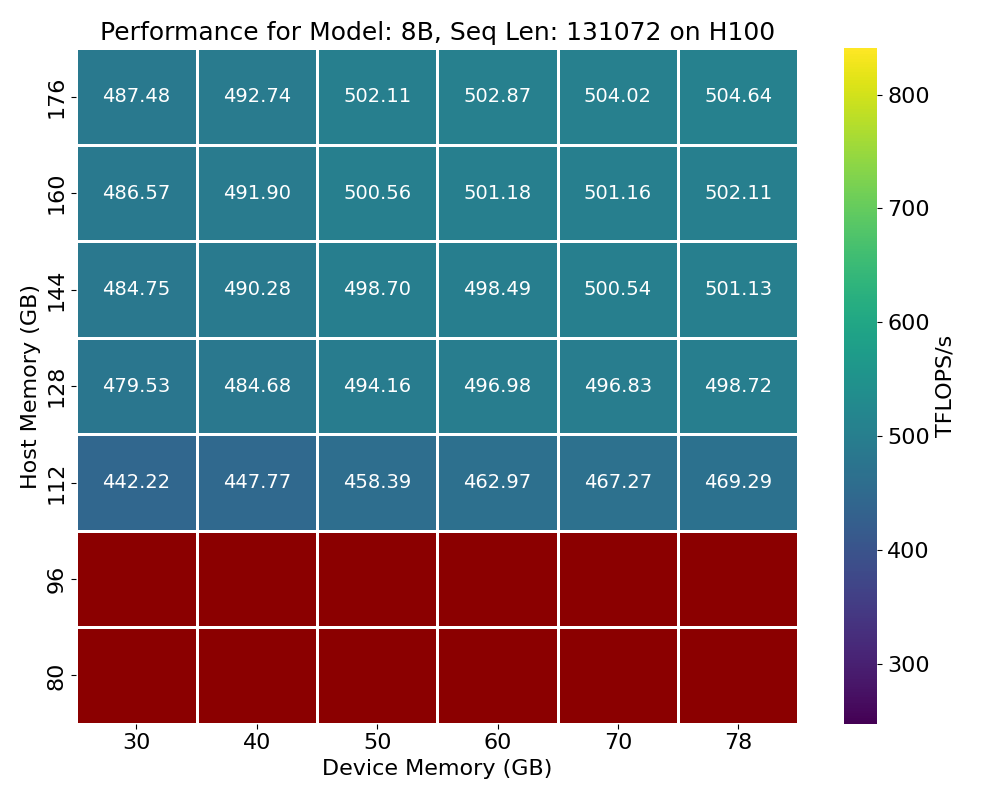 Performance for Model: 8B, Seq Len: 131072 on H100
176 487.48 492.74 502.11 502.87 504.02 504.64
160 486.57 491.90 500.56 501.18 501.16 502.11
144 484.75 490.28 498.70 498.49 500.54 501.13
128 479.53 484.68 494.16 496.98 496.83 498.72
112 442.22 447.77 458.39 462.97 467.27 469.29
96
80
Host Memory (GB)
30 40 50 60 70 78
Device Memory (GB)
800
700
600
500
400
300
TFLOPS/s